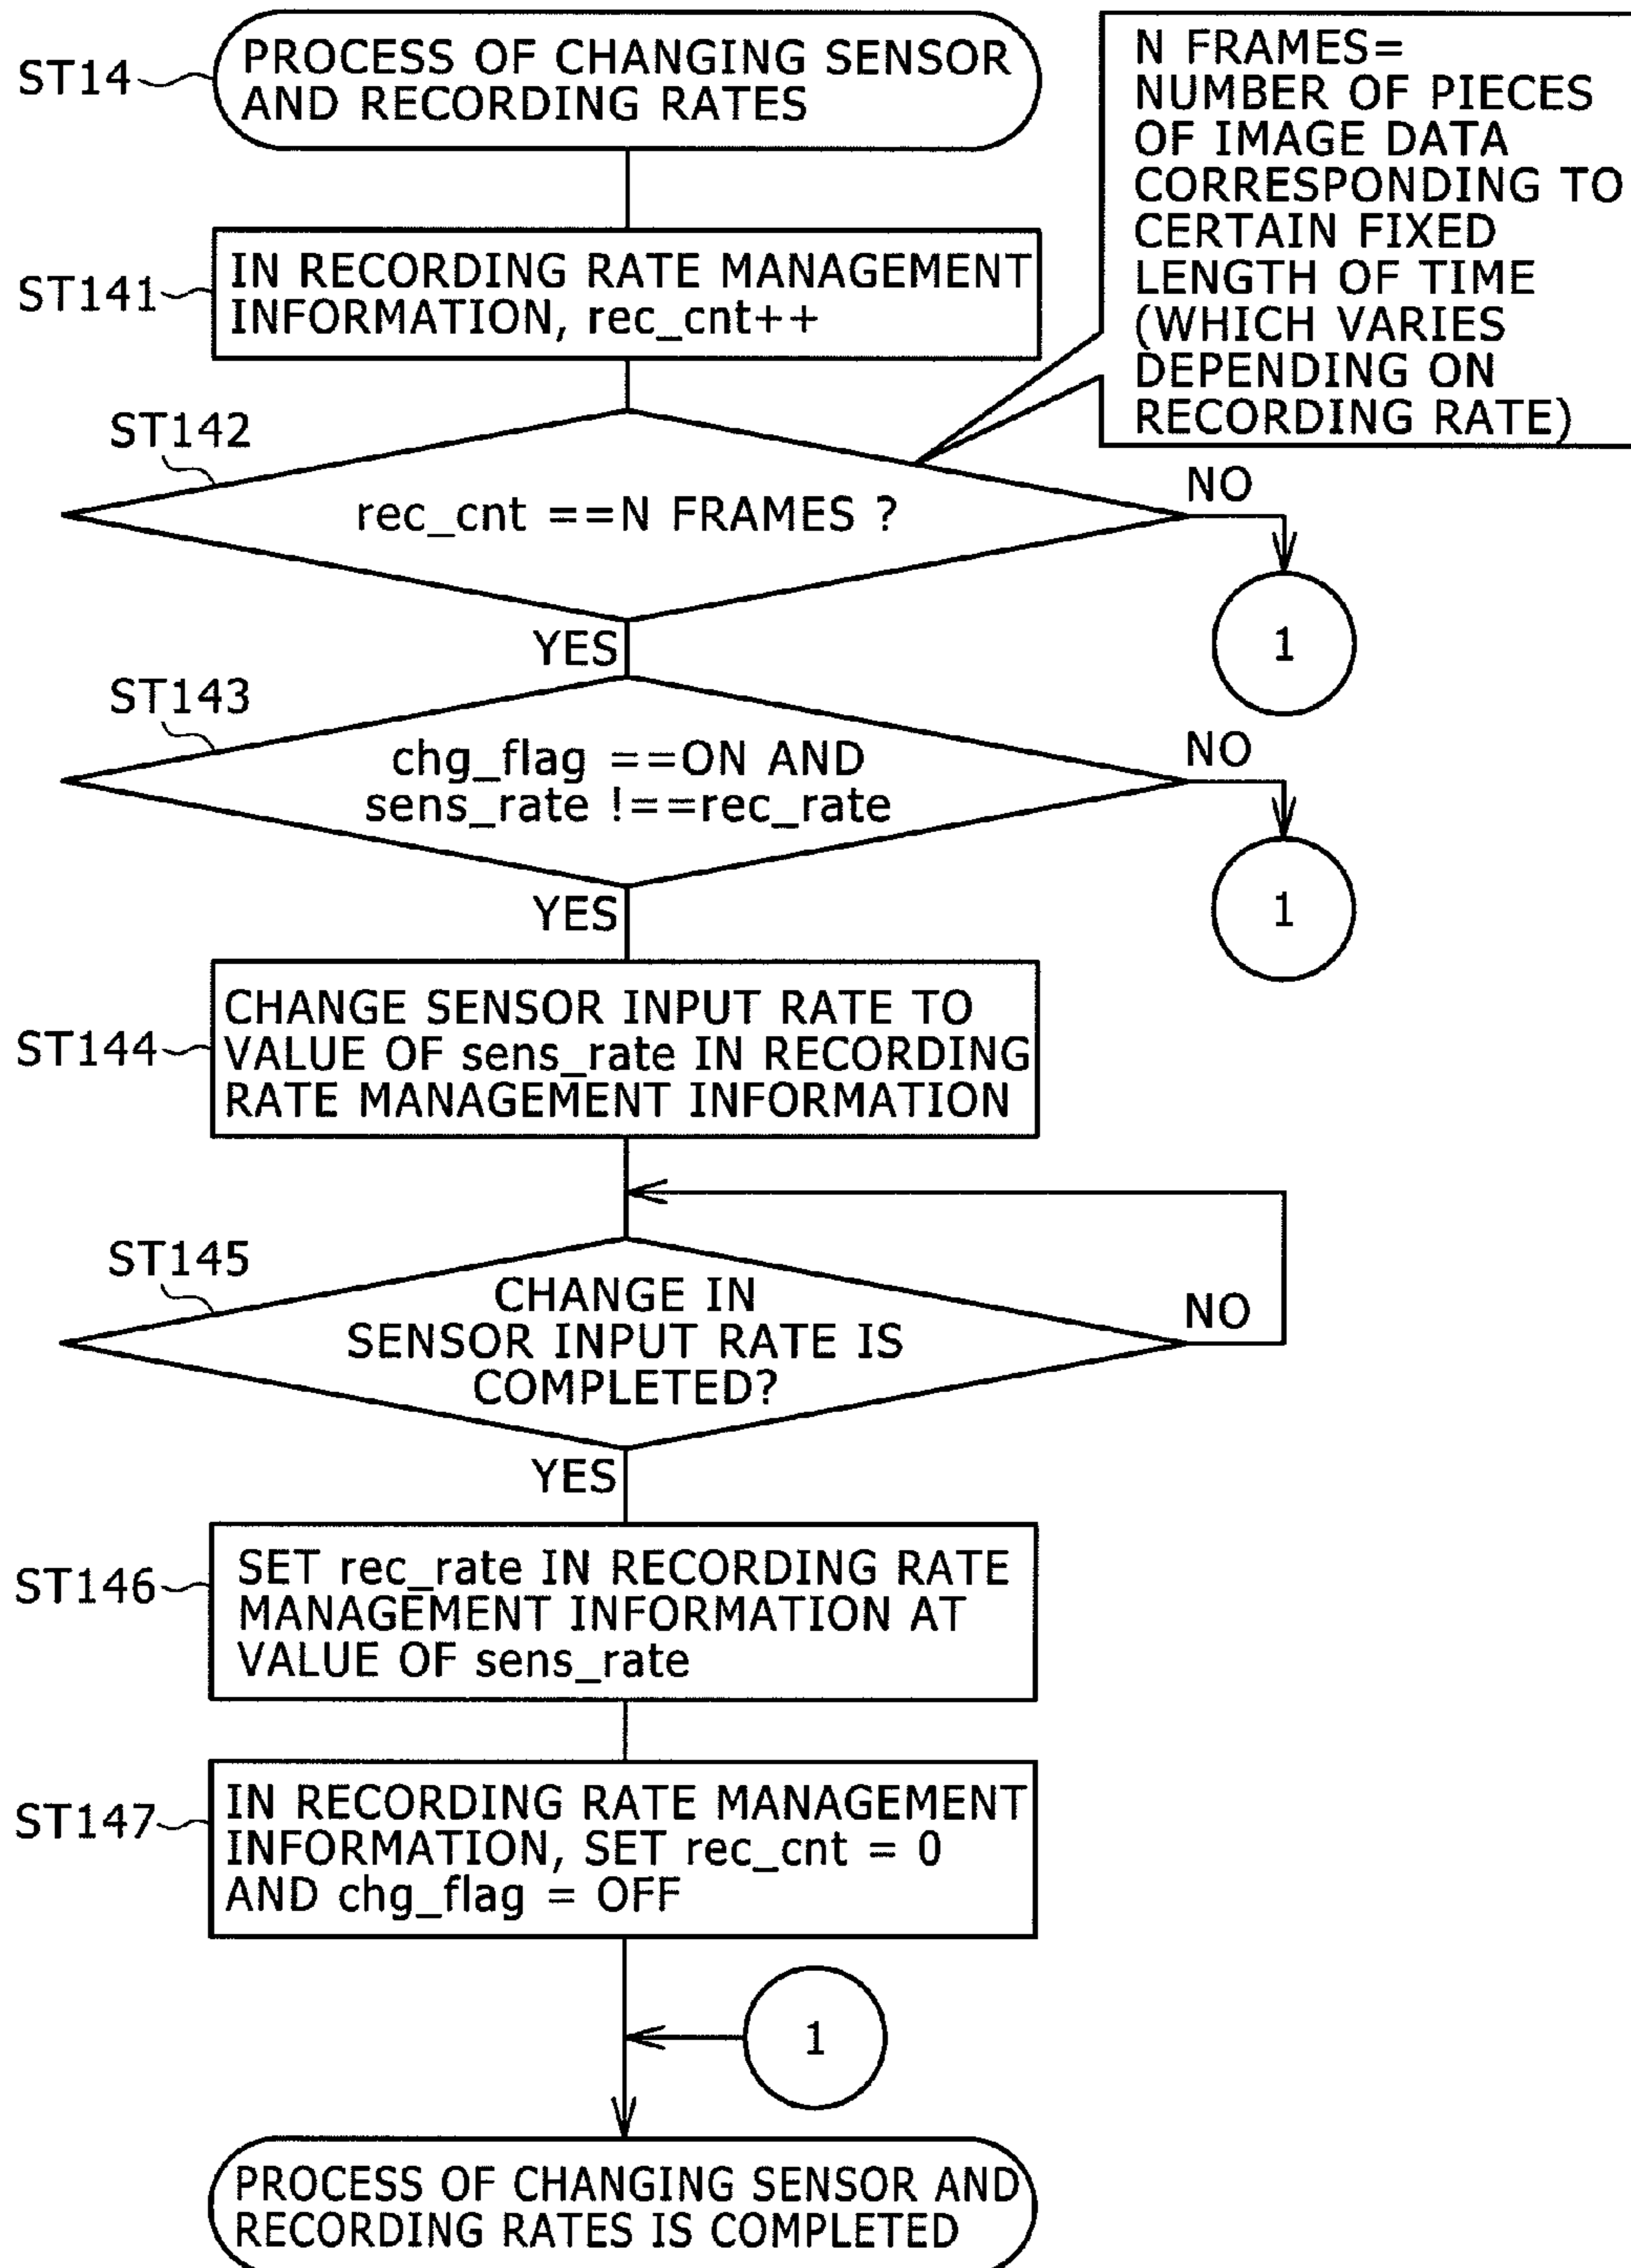 ST14
PROCESS OF CHANGING SENSOR
AND RECORDING RATES
N FRAMES=
NUMBER OF PIECES
OF IMAGE DATA
CORRESPONDING TO
CERTAIN FIXED
LENGTH OF TIME
(WHICH VARIES
DEPENDING ON
RECORDING RATE)
ST141
IN RECORDING RATE MANAGEMENT
INFORMATION, rec_cnt++
ST142
rec_cnt ==N FRAMES ?
NO
1
YES
ST143
chg_flag ==ON AND
sens_rate !==rec_rate
NO
1
YES
ST144
CHANGE SENSOR INPUT RATE TO
VALUE OF sens_rate IN RECORDING
RATE MANAGEMENT INFORMATION
ST145
CHANGE IN
SENSOR INPUT RATE IS
COMPLETED?
NO
YES
ST146
SET rec_rate IN RECORDING RATE
MANAGEMENT INFORMATION AT
VALUE OF sens_rate
ST147
IN RECORDING RATE MANAGEMENT
INFORMATION, SET rec_cnt = 0
AND chg_flag = OFF
1
PROCESS OF CHANGING SENSOR AND
RECORDING RATES IS COMPLETED